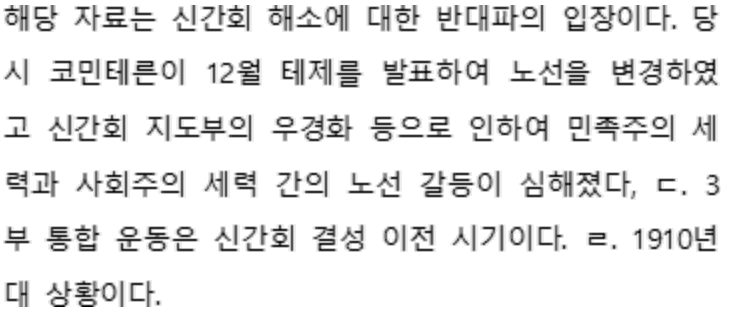 해당 자료는 신간회 해소에 대한 반대파의 입장이다. 당
시 코민테른이 12월 테제를 발표하여 노선을 변경하였
고 신간회 지도부의 우경화 등으로 인하여 민족주의 세
력과 사회주의 세력 간의 노선 갈등이 심해졌다, ㄷ. 3
부 통합 운동은 신간회 결성 이전 시기이다. ㄹ. 1910년
대 상황이다.